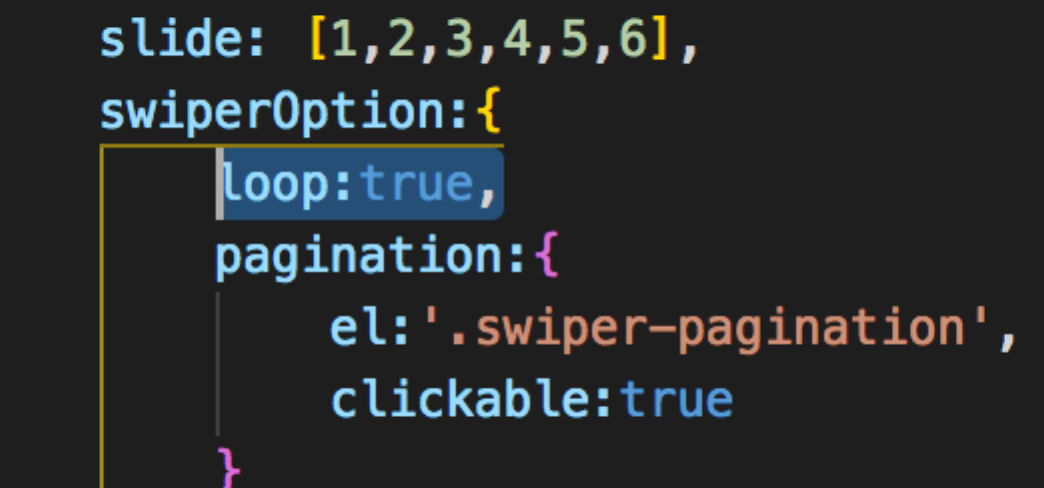 slide: [1,2,3,4,5,6],
swiperOption:{
loop:true,
pagination:{
el:'.swiper-pagination',
clickable:true
}